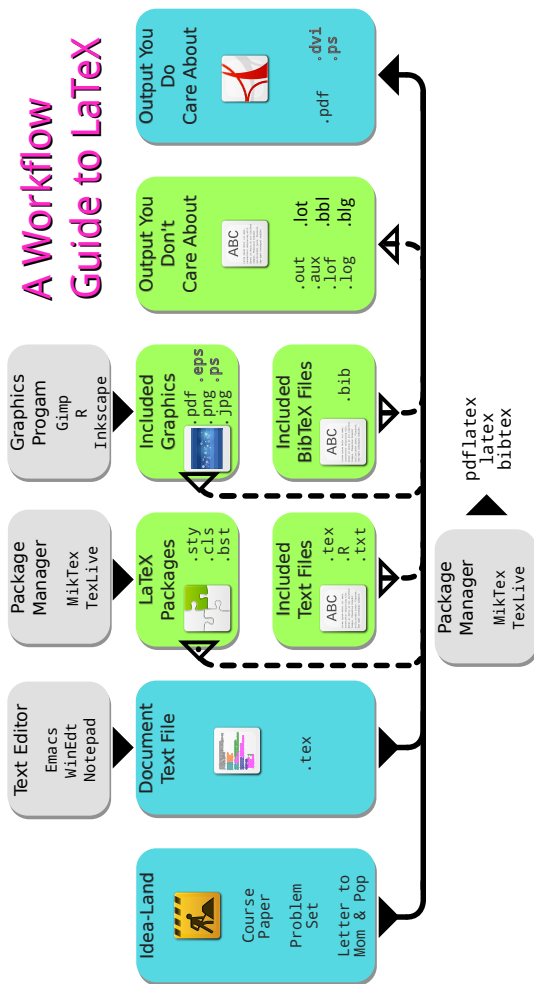 A Workflow
Guide to LaTeX
Text Editor
Emacs
WinEdt
Notepad
Package
Manager
MikTex
TexLive
Graphics
Progam
Gimp
R
Inkscape
Idea-Land
Course
Paper
Problem
Set
Letter to
Mom & Pop
Document
Text File
.tex
LaTeX
Packages
.sty
.cls
.bst
Included
Text Files
ABC
.tex
.R
.txt
Included
Graphics
.pdf .eps
.png .ps
.jpg
Included
BibTeX Files
ABC
.bib
Output You
Don't
Care About
ABC
.out .lot
.aux .bbl
.lof .blg
.log
Output You
Do
Care About
.pdf .dvi
.ps
Package
Manager
MikTex
TexLive
pdflatex
latex
bibtex